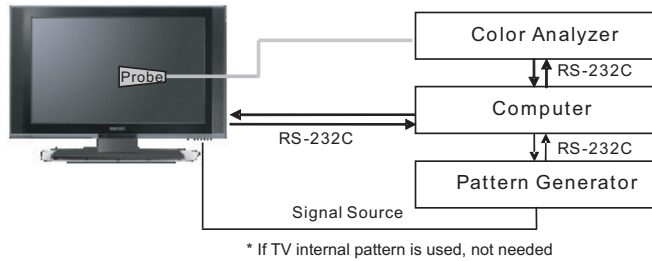 Color Analyzer
Probe
RS-232C
Computer
RS-232C
RS-232C
Pattern Generator
Signal Source
* If TV internal pattern is used, not needed